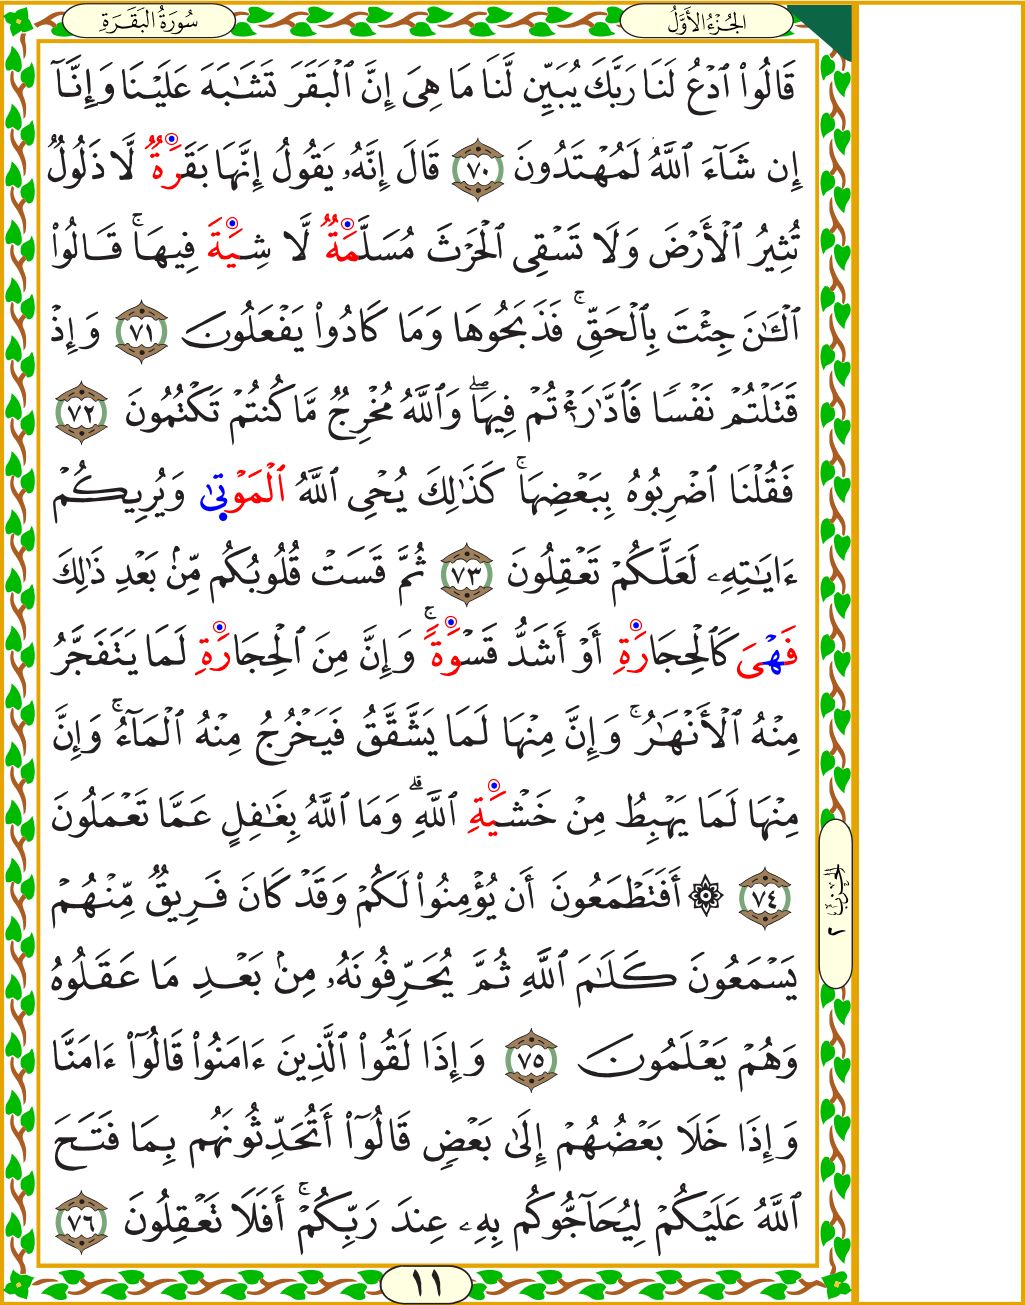 الجُزْءُ الأَوَّلُ
سُورَةُ البَقَرَةِ
قَالُواْ ٱدۡعُ لَنَا رَبَّكَ يُبَيِّن لَّنَا مَا هِىَ إِنَّ ٱلۡبَقَرَ تَشَٰبَهَ عَلَيۡنَا وَإِنَّآ
إِن شَآءَ ٱللَّهُ لَمُهۡتَدُونَ ٧٠ قَالَ إِنَّهُۥ يَقُولُ إِنَّهَا بَقَرَةٞ لَّا ذَلُولٞ
تُثِيرُ ٱلۡأَرۡضَ وَلَا تَسۡقِى ٱلۡحَرۡثَ مُسَلَّمَةٞ لَّا شِيَةَ فِيهَاۚ قَالُواْ
ٱلۡـَٰٔنَ جِئۡتَ بِٱلۡحَقِّۚ فَذَبَحُوهَا وَمَا كَادُواْ يَفۡعَلُونَ ٧١ وَإِذۡ
قَتَلۡتُمۡ نَفۡسٗا فَٱدَّٰرَٰٔۡتُمۡ فِيهَاۖ وَٱللَّهُ مُخۡرِجٞ مَّا كُنتُمۡ تَكۡتُمُونَ ٧٢
فَقُلۡنَا ٱضۡرِبُوهُ بِبَعۡضِهَاۚ كَذَٰلِكَ يُحۡىِ ٱللَّهُ ٱلۡمَوۡتَىٰ وَيُرِيكُمۡ
ءَايَٰتِهِۦ لَعَلَّكُمۡ تَعۡقِلُونَ ٧٣ ثُمَّ قَسَتۡ قُلُوبُكُم مِّنۢ بَعۡدِ ذَٰلِكَ
فَهۡىَ كَٱلۡحِجَارَةِ أَوۡ أَشَدُّ قَسۡوَةٗۚ وَإِنَّ مِنَ ٱلۡحِجَارَةِ لَمَا يَتَفَجَّرُ
مِنۡهُ ٱلۡأَنۡهَٰرُۚ وَإِنَّ مِنۡهَا لَمَا يَشَّقَّقُ فَيَخۡرُجُ مِنۡهُ ٱلۡمَآءُۚ وَإِنَّ
مِنۡهَا لَمَا يَهۡبِطُ مِنۡ خَشۡيَةِ ٱللَّهِۗ وَمَا ٱللَّهُ بِغَٰفِلٍ عَمَّا تَعۡمَلُونَ
٧٤ ۞ أَفَتَطۡمَعُونَ أَن يُؤۡمِنُواْ لَكُمۡ وَقَدۡ كَانَ فَرِيقٞ مِّنۡهُمۡ
يَسۡمَعُونَ كَلَٰمَ ٱللَّهِ ثُمَّ يُحَرِّفُونَهُۥ مِنۢ بَعۡدِ مَا عَقَلُوهُ
وَهُمۡ يَعۡلَمُونَ ٧٥ وَإِذَا لَقُواْ ٱلَّذِينَ ءَامَنُواْ قَالُوٓاْ ءَامَنَّا
وَإِذَا خَلَا بَعۡضُهُمۡ إِلَىٰ بَعۡضٖ قَالُوٓاْ أَتُحَدِّثُونَهُم بِمَا فَتَحَ
ٱللَّهُ عَلَيۡكُمۡ لِيُحَآجُّوكُم بِهِۦ عِندَ رَبِّكُمۡۚ أَفَلَا تَعۡقِلُونَ ٧٦
الحِزْب ٢
١١